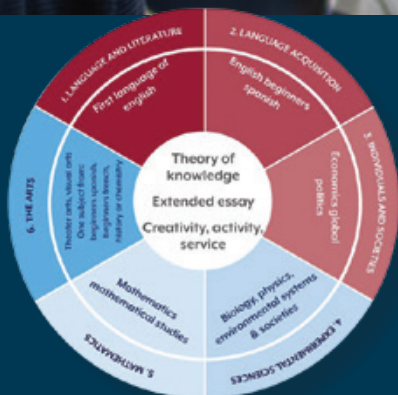 1. LANGUAGE AND LITERATURE
First language of
english
2. LANGUAGE ACQUISITION
English beginners
spanish
3. INDIVIDUALS AND SOCIETIES
Economics global
politics
4. EXPERIMENTAL SCIENCES
Biology, physics,
environmental systems
& societies
5. MATHEMATICS
Mathematics
mathematical studies
6. THE ARTS
Theater arts, visual arts
One subject from:
beginners spanish,
beginners french,
history or chemistry
Theory of
knowledge
Extended essay
Creativity, activity,
service